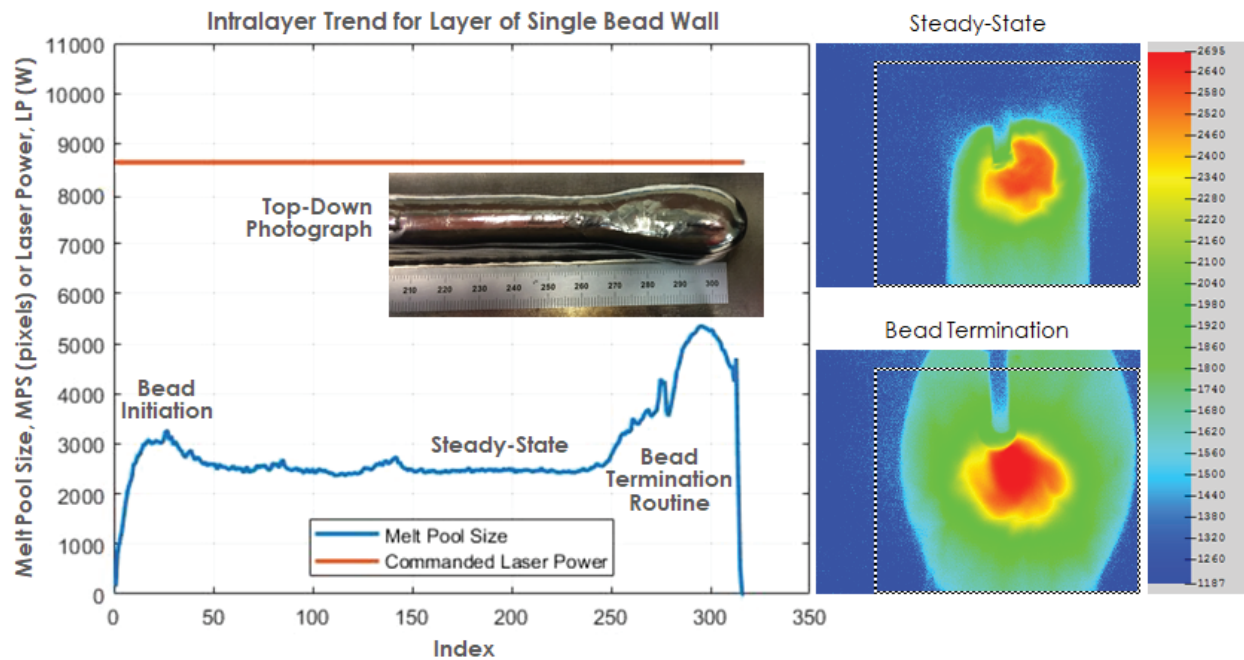 Intralayer Trend for Layer of Single Bead Wall
Melt Pool Size, MPS (pixels) or Laser Power, LP (W)
11000
10000
9000
8000
7000
6000
5000
4000
3000
2000
1000
0
Top-Down
Photograph
210 220 230 240 250 260 270 280 290 300
Bead
Initiation
Steady-State
Bead
Termination
Routine
Melt Pool Size
Commanded Laser Power
0 50 100 150 200 250 300 350
Index
Steady-State
Bead Termination
2695
2640
2580
2520
2460
2400
2340
2280
2220
2160
2100
2040
1980
1920
1860
1800
1740
1680
1620
1560
1500
1440
1380
1320
1260
1187